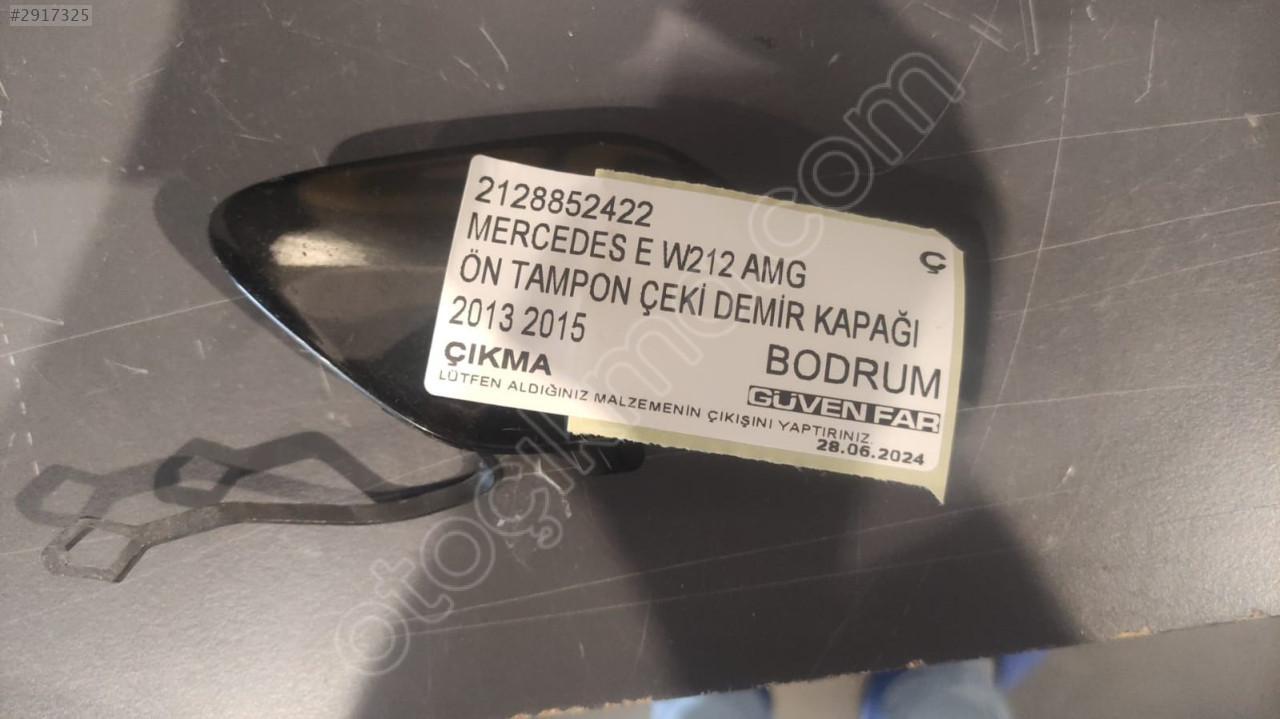 #2917325
2128852422
MERCEDES E W212 AMG
Ç
ÖN TAMPON ÇEKİ DEMİR KAPAĞI
2013 2015
ÇIKMA
BODRUM
LÜTFEN ALDIĞINIZ MALZEMENİN ÇIKIŞINI YAPTIRINIZ.
GÜVEN FAR
28.06.2024
otoçıkmacı.com